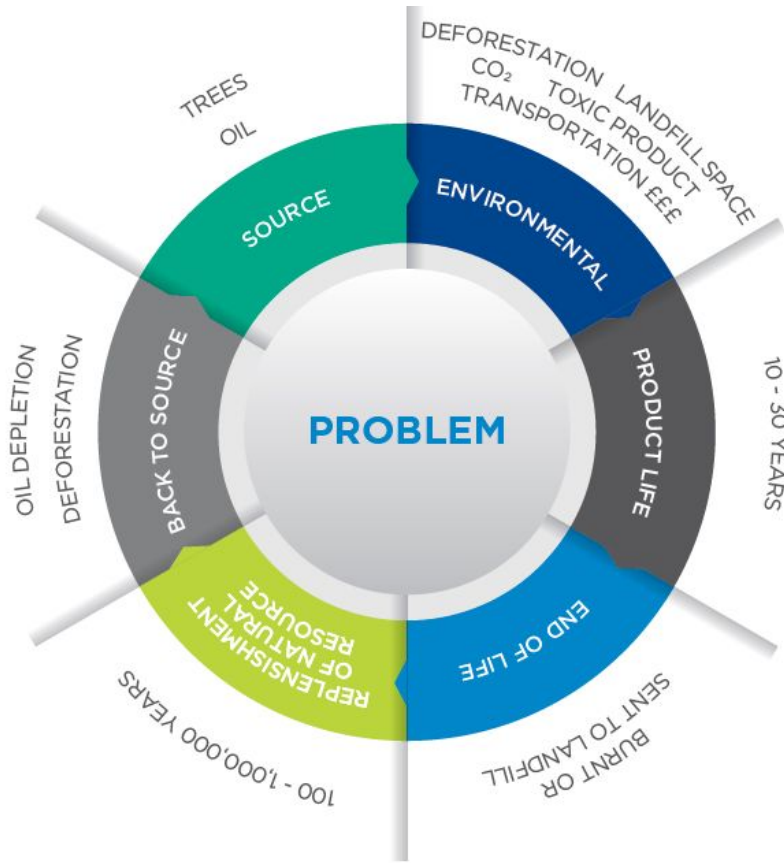 TREES
OIL
SOURCE
DEFORESTATION LANDFILL SPACE
CO₂ TOXIC PRODUCT
TRANSPORTATION £££
ENVIRONMENTAL
10 - 30 YEARS
PRODUCT LIFE
END OF LIFE
BURNT OR
SENT TO LANDFILL
REPLENSISHMENT
OF NATURAL
RESOURCE
100 - 1,000,000 YEARS
BACK TO SOURCE
OIL DEPLETION
DEFORESTATION
PROBLEM